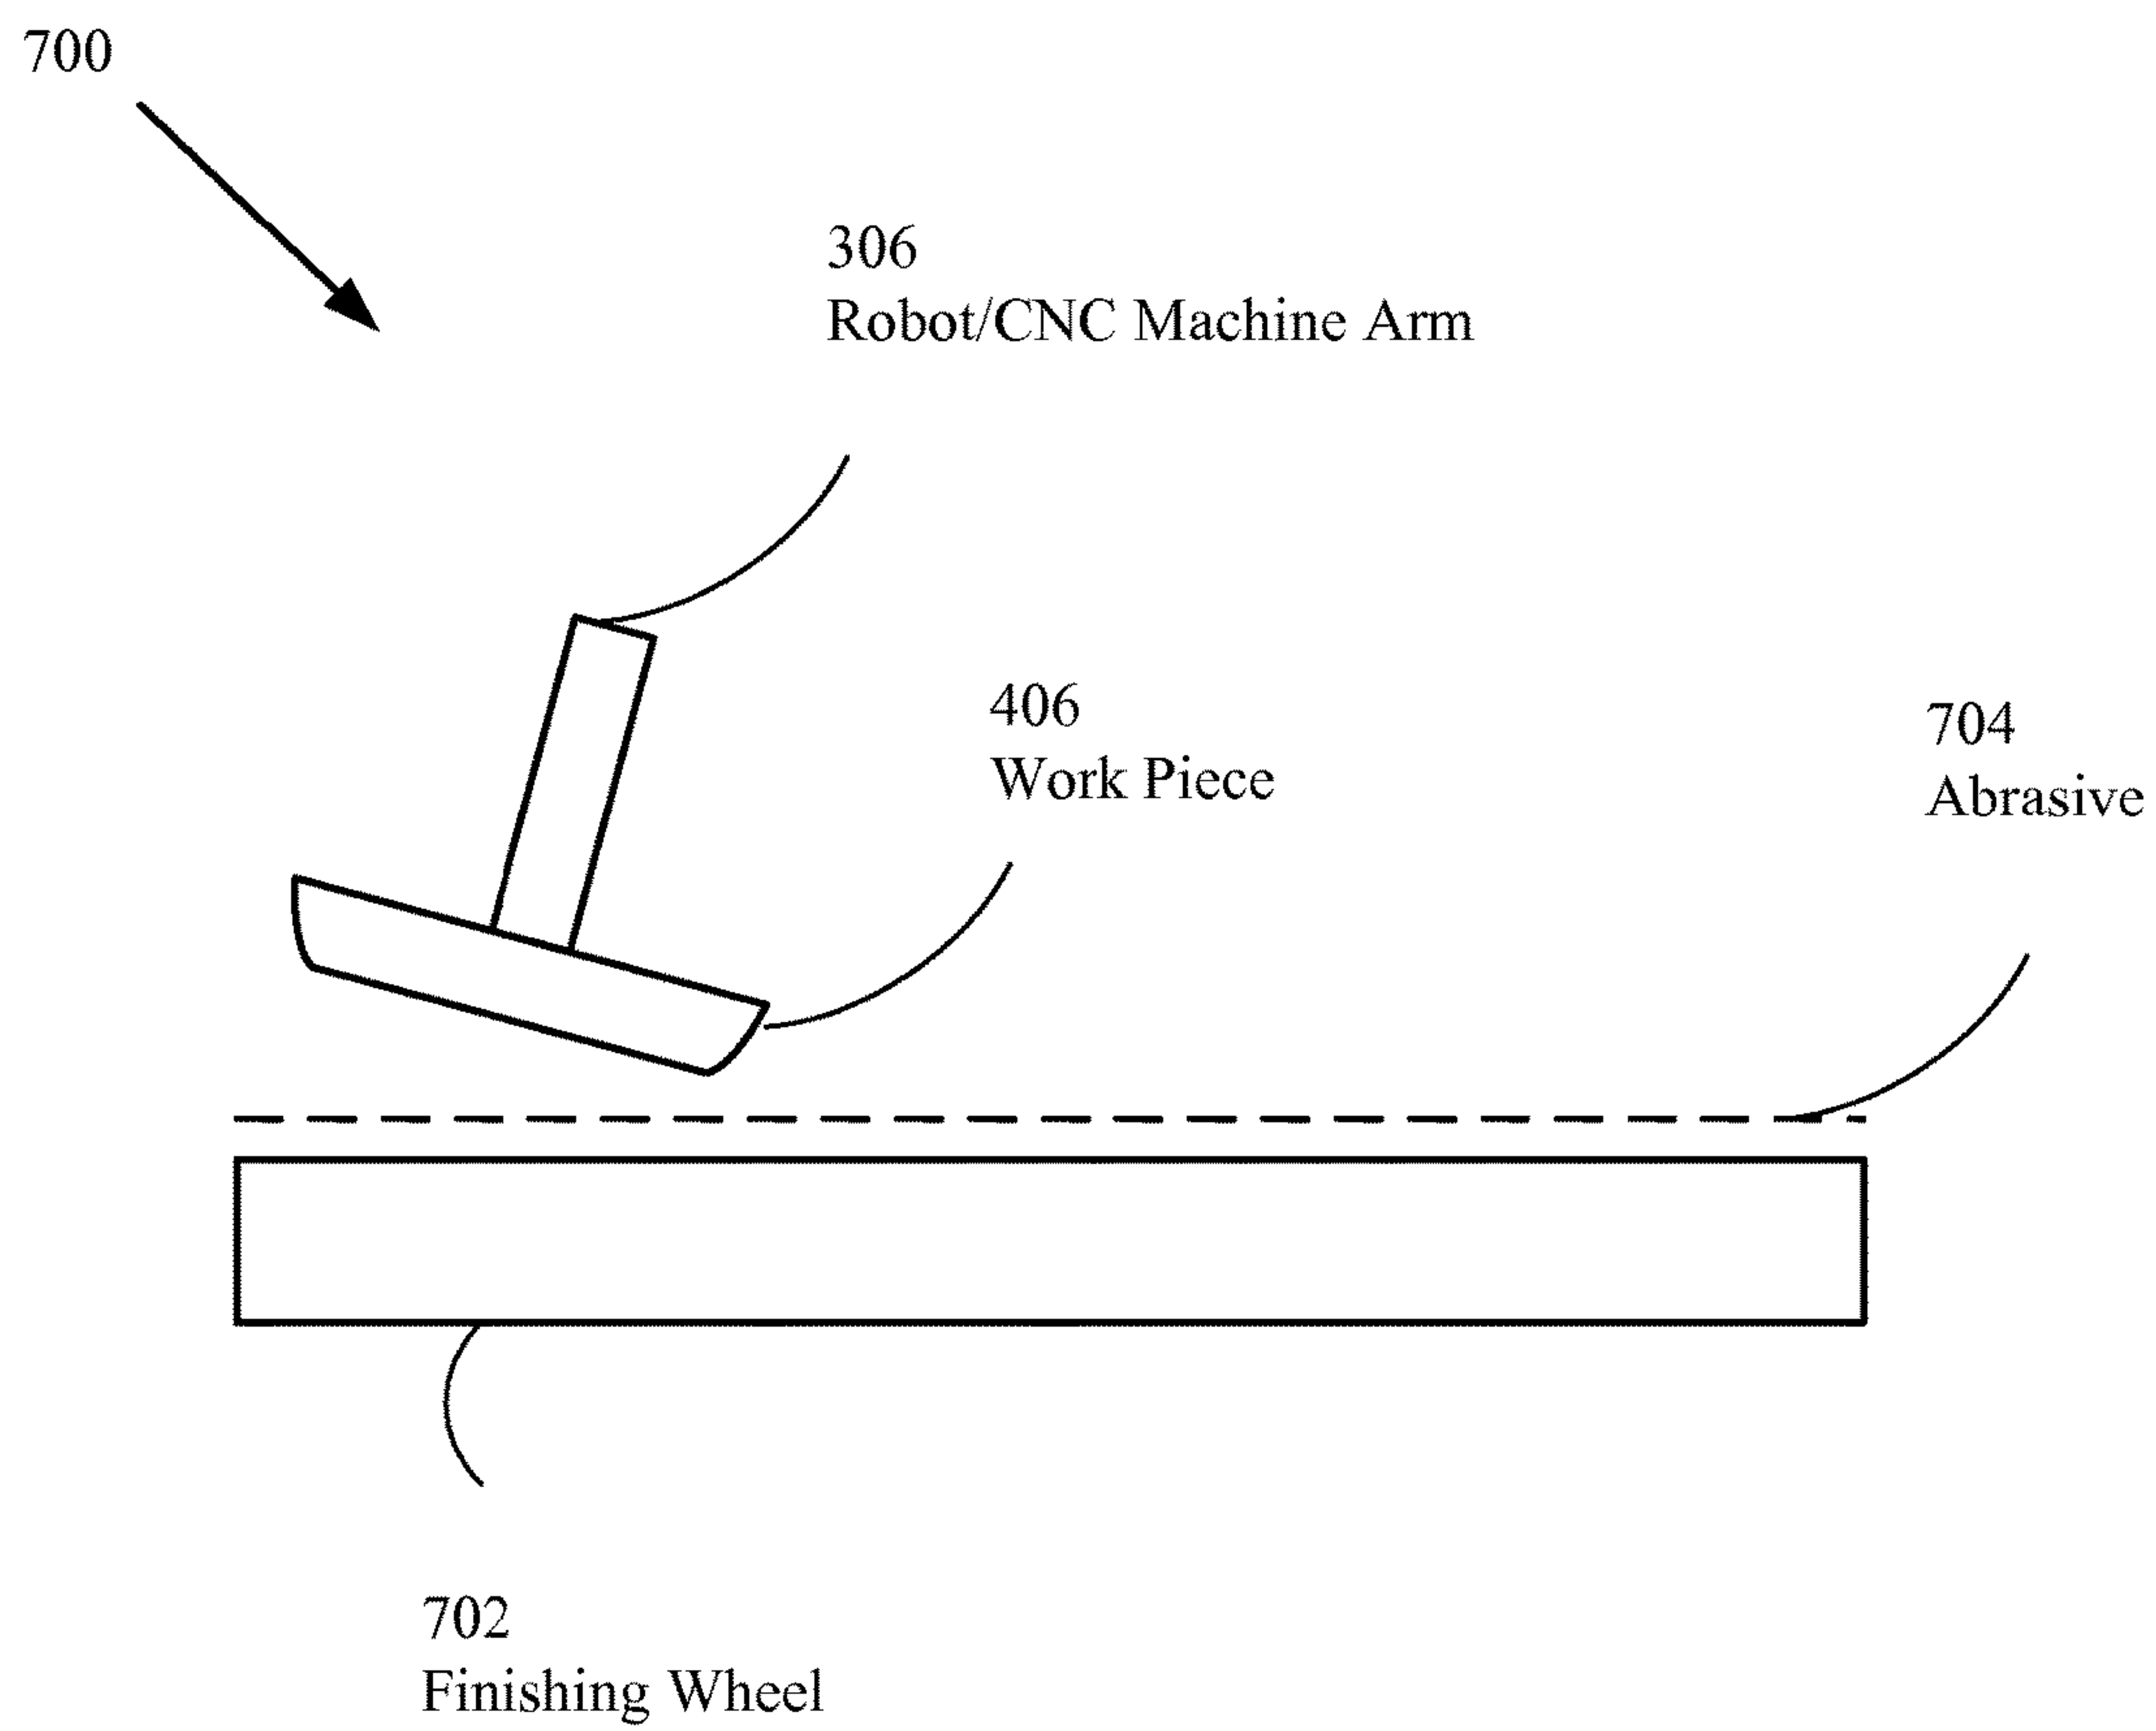 700
306
Robot/CNC Machine Arm
406
Work Piece
704
Abrasive
702
Finishing Wheel